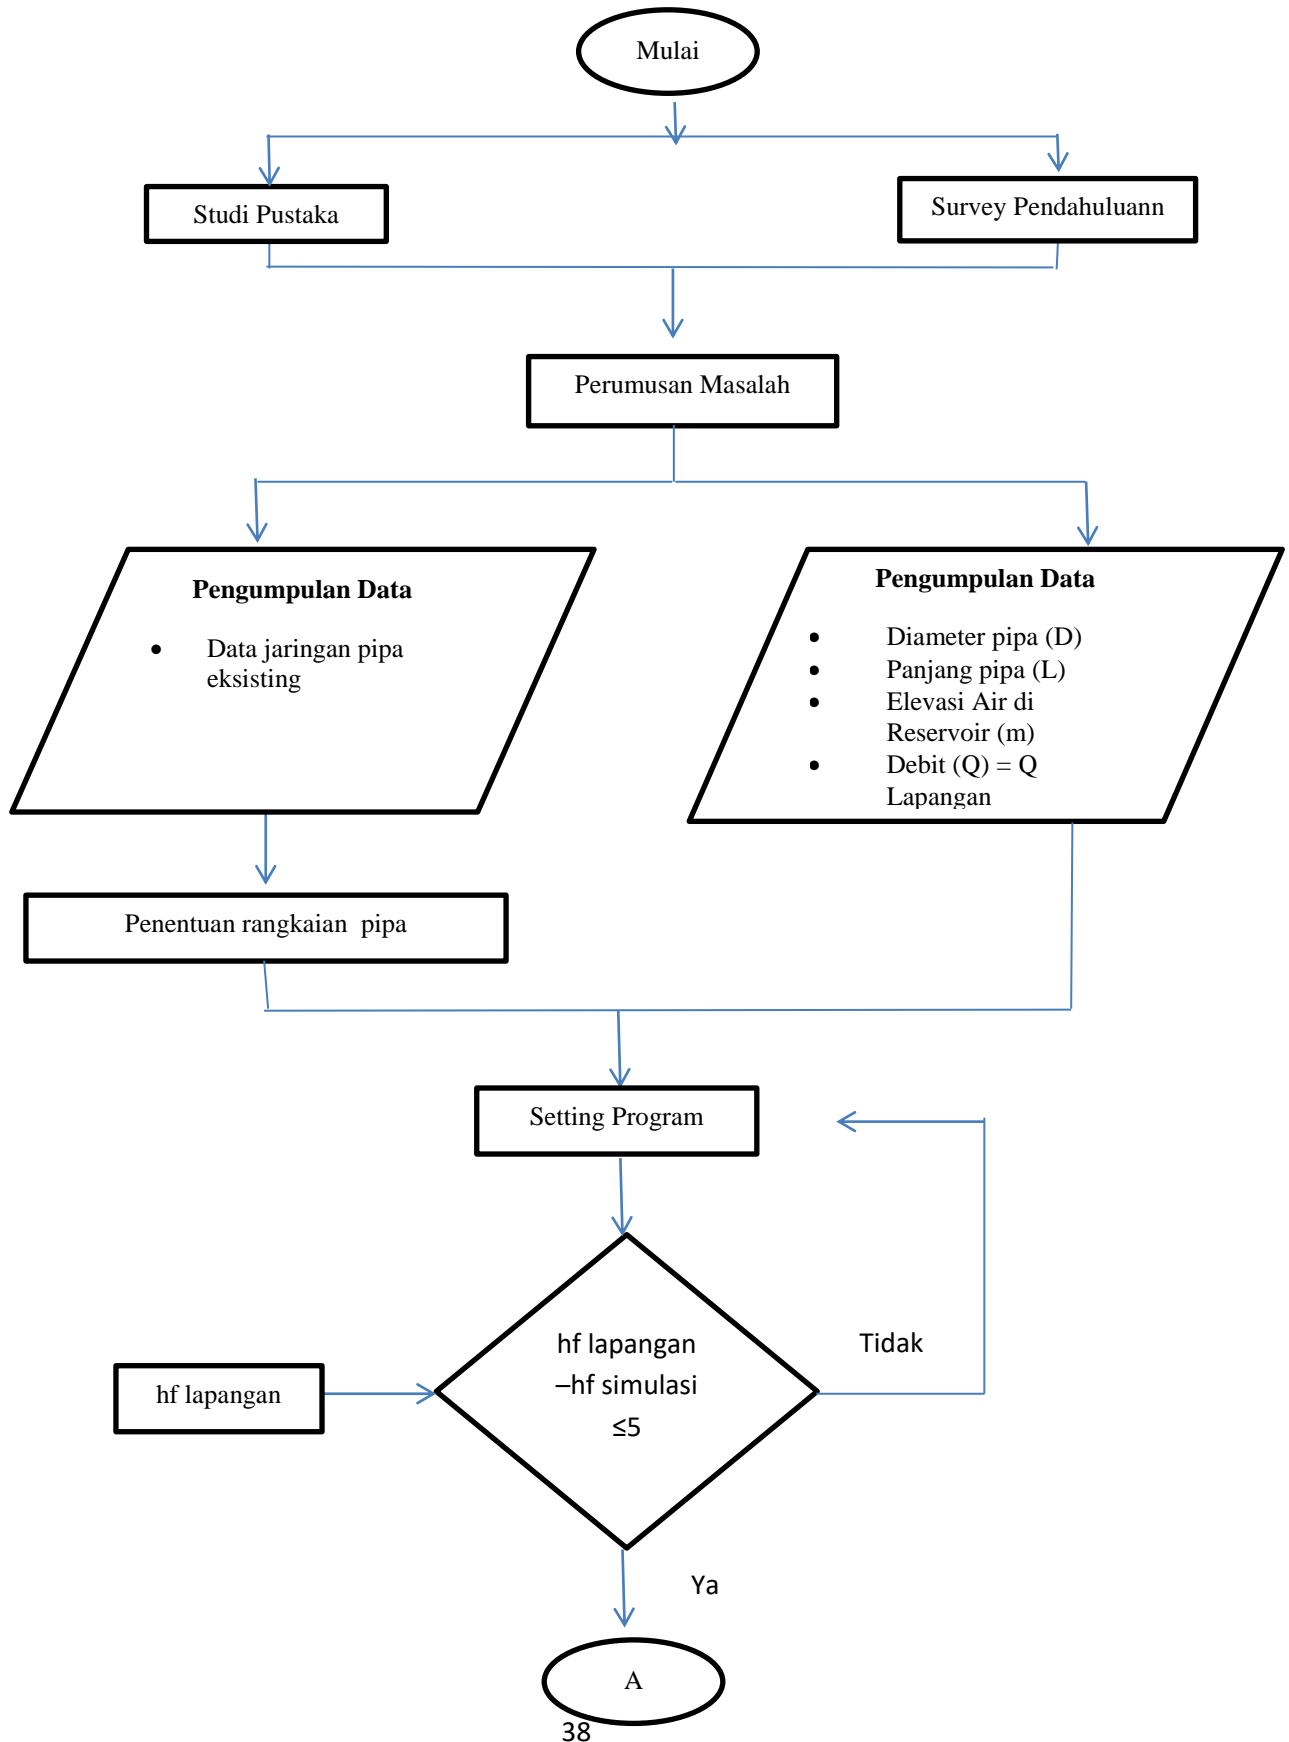 Mulai
Studi Pustaka
Survey Pendahuluann
Perumusan Masalah
Pengumpulan Data
• Data jaringan pipa
eksisting
Pengumpulan Data
• Diameter pipa (D)
• Panjang pipa (L)
• Elevasi Air di
Reservoir (m)
• Debit (Q) = Q
Lapangan
Penentuan rangkaian pipa
Setting Program
hf lapangan
–hf simulasi
≤5
Tidak
hf lapangan
Ya
A
38